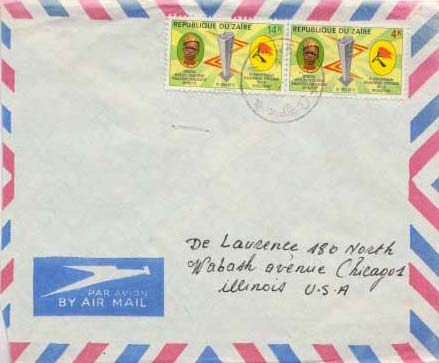 REPUBLIQUE DU ZAIRE 14K
REPUBLIQUE DU ZAIRE 4K
De Laurence 180 North
Wabash avenue Chicagos
illinois U.S.A
PAR AVION
BY AIR MAIL